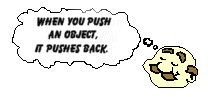 WHEN YOU PUSH
AN OBJECT,
IT PUSHES BACK.